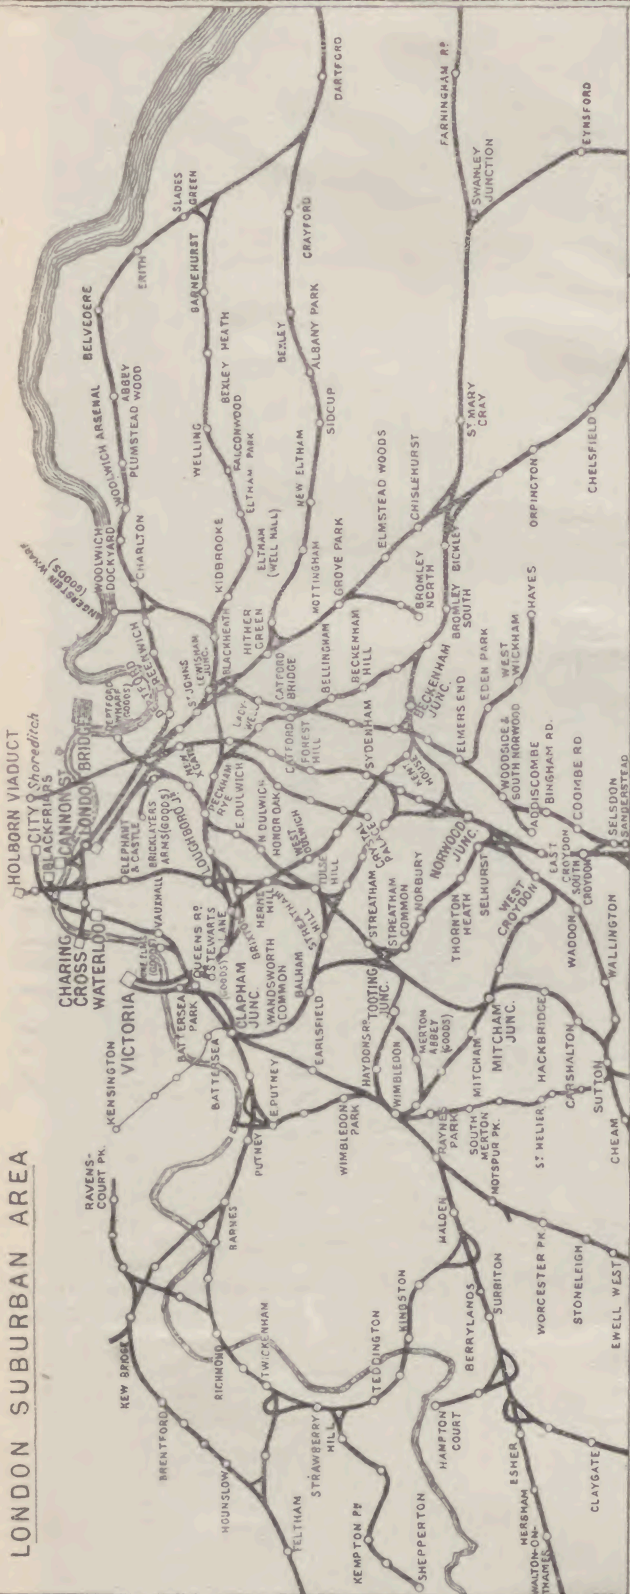 LONDON SUBURBAN AREA
RAVENS-
COURT PK.
KENSINGTON
VICTORIA
CHARING
CROSS
WATERLOO
HOLBORN VIADUCT
CITY
Shoreditch
BLACKFRIARS
CANNON ST
LONDON BRIDGE
ANGERSTEIN WHARF
(GOODS)
WOOLWICH
DOCKYARD
CHARLTON
WOOLWICH ARSENAL
PLUMSTEAD
ABBEY
WOOD
BELVEDERE
ERITH
SLADES
GREEN
DARTFORD
KEW BRIDGE
BRENTFORD
HOUNSLOW
FELTHAM
RICHMOND
BARNES
PUTNEY
E. PUTNEY
BATTERSEA
BATTERSEA
PARK
QUEENS RD
STEWARTS
LANE
(GOODS)
VAUXHALL
ELEPHANT
& CASTLE
BRICKLAYERS
ARMS (GOODS)
LOUGHBORO JC.
DEPTFORD
WHARF
(GOODS)
DEPTFORD
GREENWICH
ST JOHNS
LEWISHAM
JUNC.
BLACKHEATH
KIDBROOKE
ELTHAM
(WELL HALL)
ELTHAM PARK
FALCONWOOD
WELLING
BEXLEY HEATH
BARNEHURST
CRAYFORD
BEXLEY
ALBANY PARK
SIDCUP
NEW ELTHAM
MOTTINGHAM
HITHER
GREEN
GROVE PARK
ELMSTEAD WOODS
CHISLEHURST
ST MARY
CRAY
SWANLEY
JUNCTION
FARNINGHAM RD
EYNSFORD
TWICKENHAM
STRAWBERRY
HILL
TEDDINGTON
KINGSTON
KEMPTON PK
SHEPPERTON
HAMPTON
COURT
WIMBLEDON
PARK
EARLSFIELD
CLAPHAM
JUNC.
WANDSWORTH
COMMON
BALHAM
BRIXTON
HERNE
HILL
STREATHAM
HILL
TULSE
HILL
WEST
DULWICH
N. DULWICH
HONOR OAK
E. DULWICH
PECKHAM
RYE
NEW
X GATE
LADYWELL
CATFORD
BRIDGE
CATFORD
FOREST
HILL
BELLINGHAM
BECKENHAM
HILL
SYDENHAM
CRYSTAL
PALACE
KENT
HOUSE
BECKENHAM
JUNC.
BROMLEY
NORTH
BROMLEY
SOUTH
BICKLEY
ORPINGTON
CHELSFIELD
HAYDONS RD
WIMBLEDON
TOOTING
JUNC.
STREATHAM
STREATHAM
COMMON
NORBURY
THORNTON
HEATH
SELHURST
NORWOOD
JUNC.
ELMERS END
EDEN PARK
WEST
WICKHAM
HAYES
WOODSIDE &
SOUTH NORWOOD
ADDISCOMBE
BINGHAM RD.
COOMBE RD
SELSDON
SANDERSTEAD
EAST
CROYDON
SOUTH
CROYDON
WEST
CROYDON
WADDON
WALLINGTON
MERTON
ABBEY
(GOODS)
MITCHAM
MITCHAM
JUNC.
HACKBRIDGE
CARSHALTON
SUTTON
CHEAM
RAYNES
PARK
SOUTH
MERTON
ST HELIER
MOTSPUR PK.
MALDEN
BERRYLANDS
SURBITON
WORCESTER PK
STONELEIGH
EWELL WEST
ESHER
HERSHAM
WALTON-ON-
THAMES
CLAYGATE